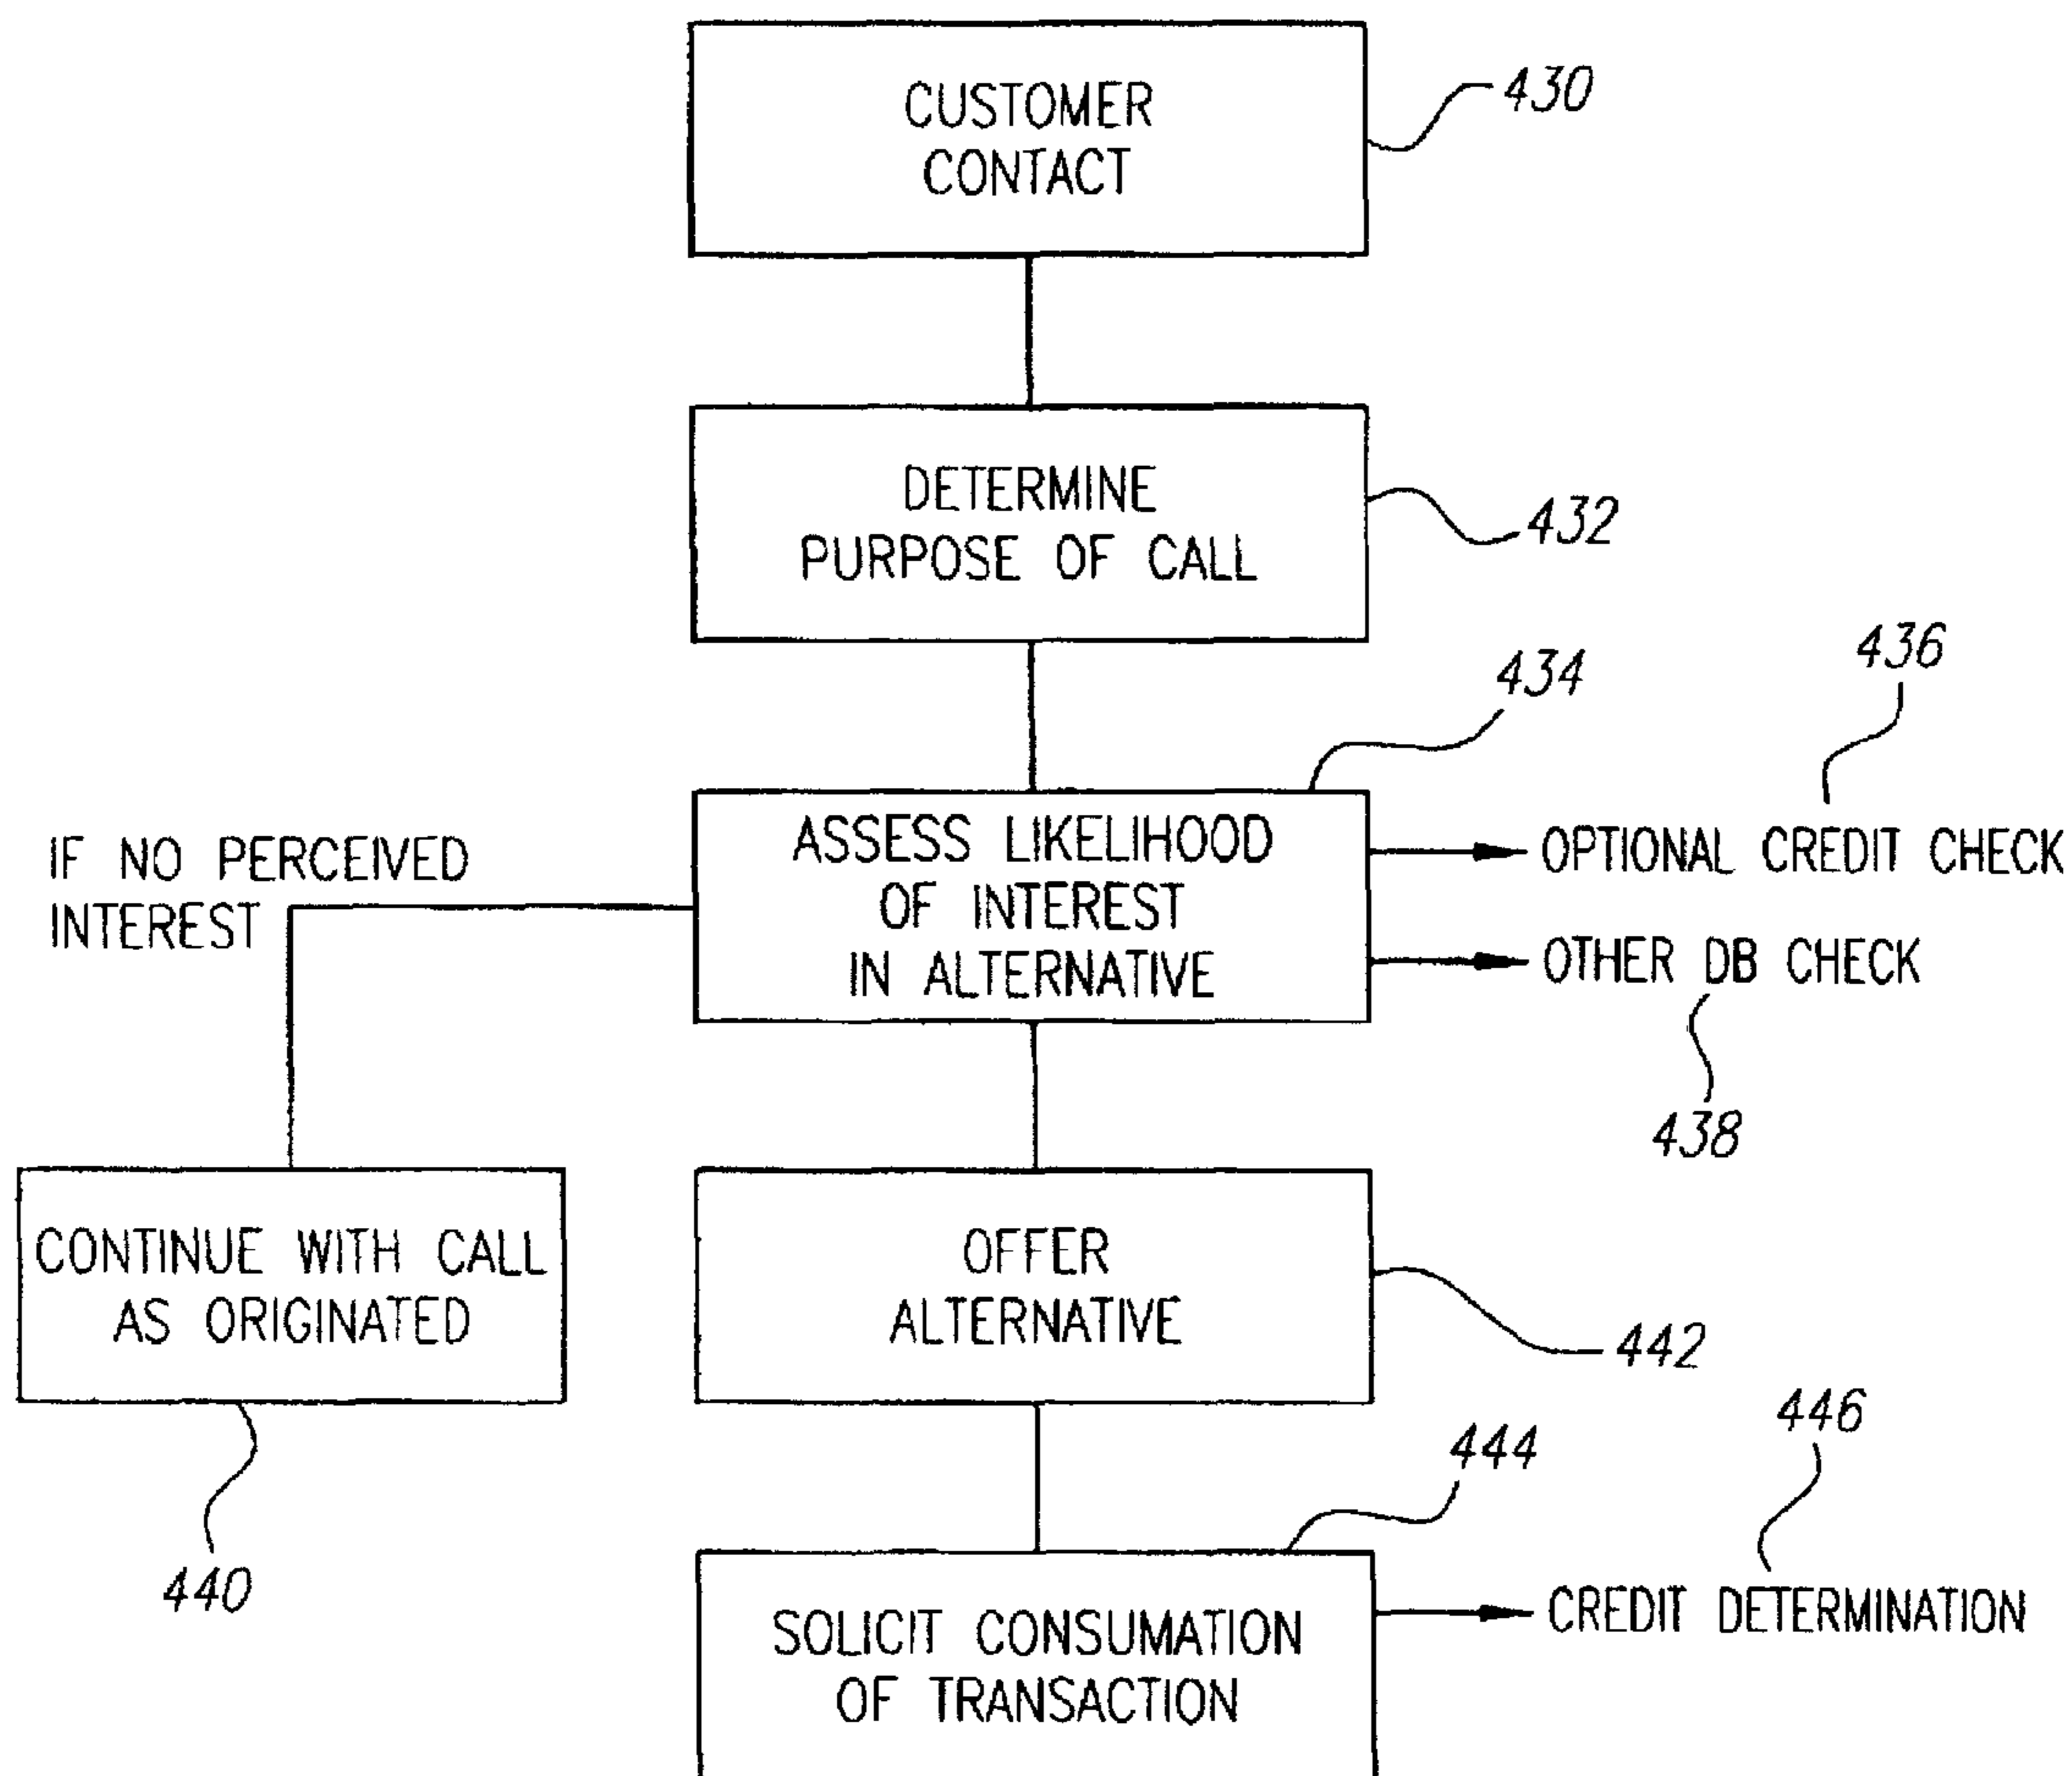 CUSTOMER
CONTACT
430
DETERMINE
PURPOSE OF CALL
432
434
436
ASSESS LIKELIHOOD
OF INTEREST
IN ALTERNATIVE
OPTIONAL CREDIT CHECK
OTHER DB CHECK
438
IF NO PERCEIVED
INTEREST
CONTINUE WITH CALL
AS ORIGINATED
440
OFFER
ALTERNATIVE
442
444
446
SOLICIT CONSUMATION
OF TRANSACTION
CREDIT DETERMINATION